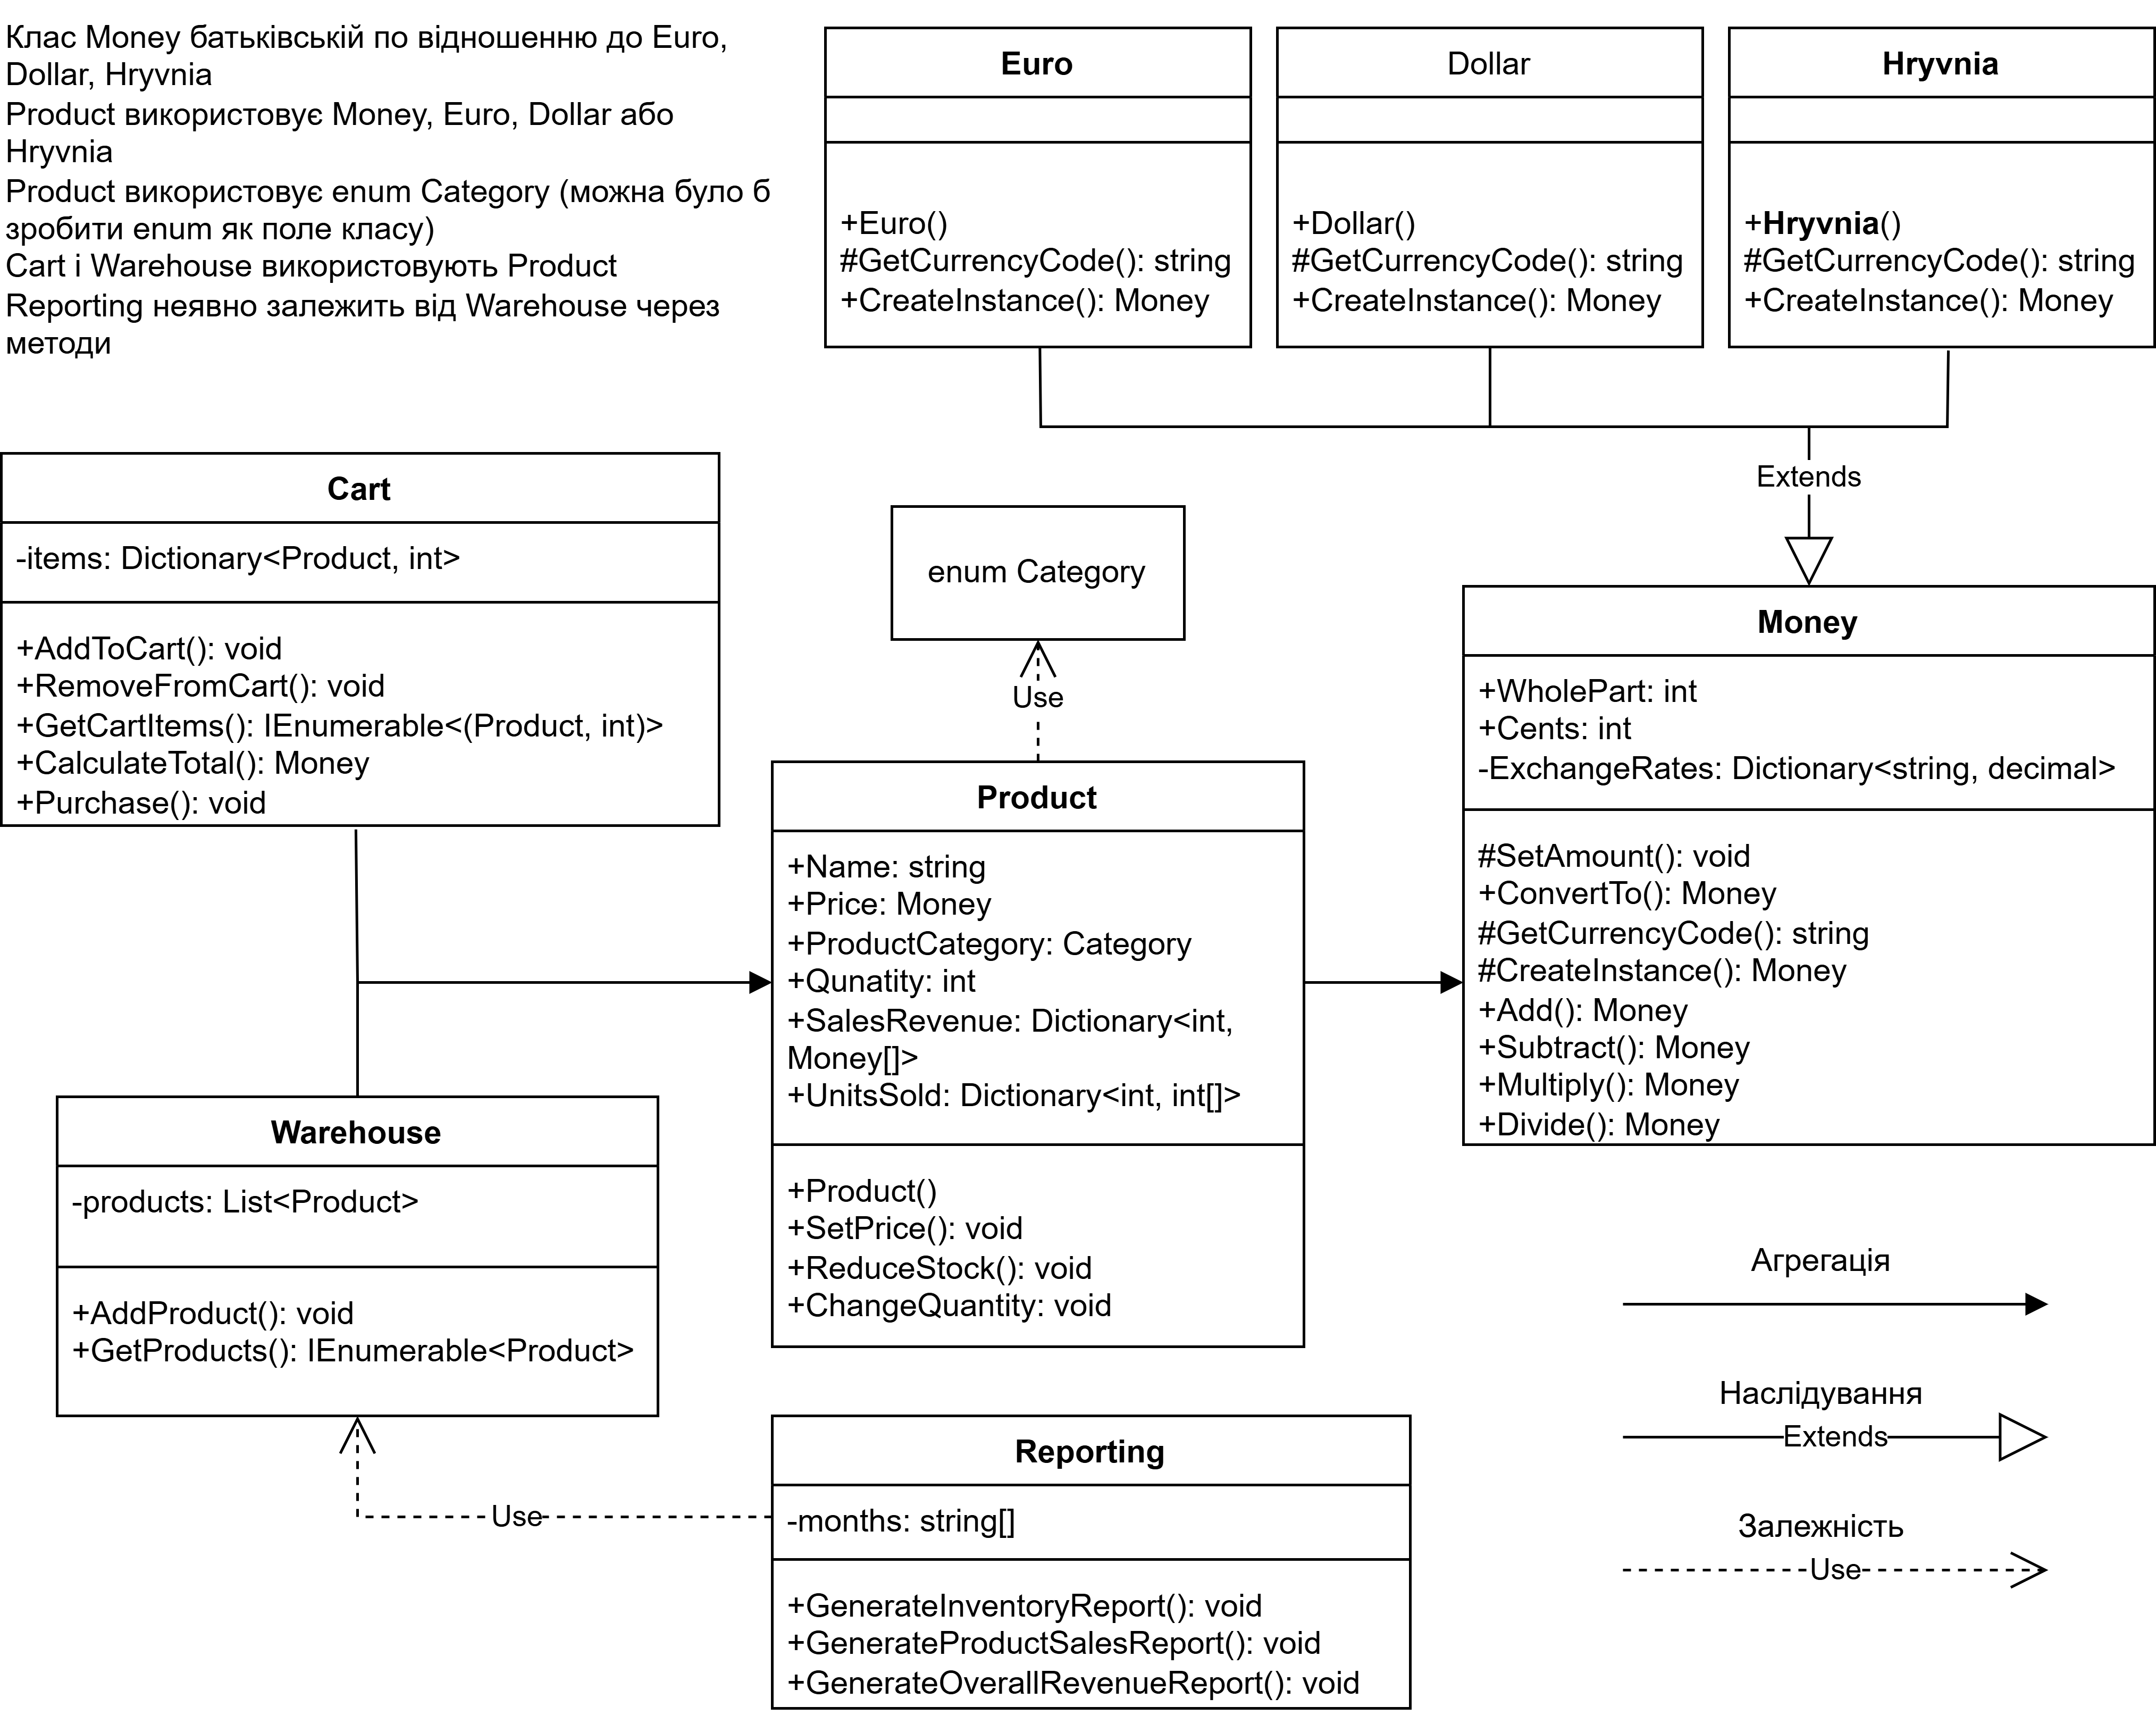 Клас Money батьківській по відношенню до Euro,
Dollar, Hryvnia
Product використовує Money, Euro, Dollar або
Hryvnia
Product використовує enum Category (можна було б
зробити enum як поле класу)
Cart і Warehouse використовують Product
Reporting неявно залежить від Warehouse через
методи
Euro
+Euro()
#GetCurrencyCode(): string
+CreateInstance(): Money
Dollar
+Dollar()
#GetCurrencyCode(): string
+CreateInstance(): Money
Hryvnia
+Hryvnia()
#GetCurrencyCode(): string
+CreateInstance(): Money
Extends
Cart
-items: Dictionary<Product, int>
+AddToCart(): void
+RemoveFromCart(): void
+GetCartItems(): IEnumerable<(Product, int)>
+CalculateTotal(): Money
+Purchase(): void
enum Category
Use
Money
+WholePart: int
+Cents: int
-ExchangeRates: Dictionary<string, decimal>
#SetAmount(): void
+ConvertTo(): Money
#GetCurrencyCode(): string
#CreateInstance(): Money
+Add(): Money
+Subtract(): Money
+Multiply(): Money
+Divide(): Money
Product
+Name: string
+Price: Money
+ProductCategory: Category
+Qunatity: int
+SalesRevenue: Dictionary<int,
Money[]>
+UnitsSold: Dictionary<int, int[]>
+Product()
+SetPrice(): void
+ReduceStock(): void
+ChangeQuantity: void
Warehouse
-products: List<Product>
+AddProduct(): void
+GetProducts(): IEnumerable<Product>
Use
Reporting
-months: string[]
+GenerateInventoryReport(): void
+GenerateProductSalesReport(): void
+GenerateOverallRevenueReport(): void
Агрегація
Наслідування
Extends
Залежність
Use